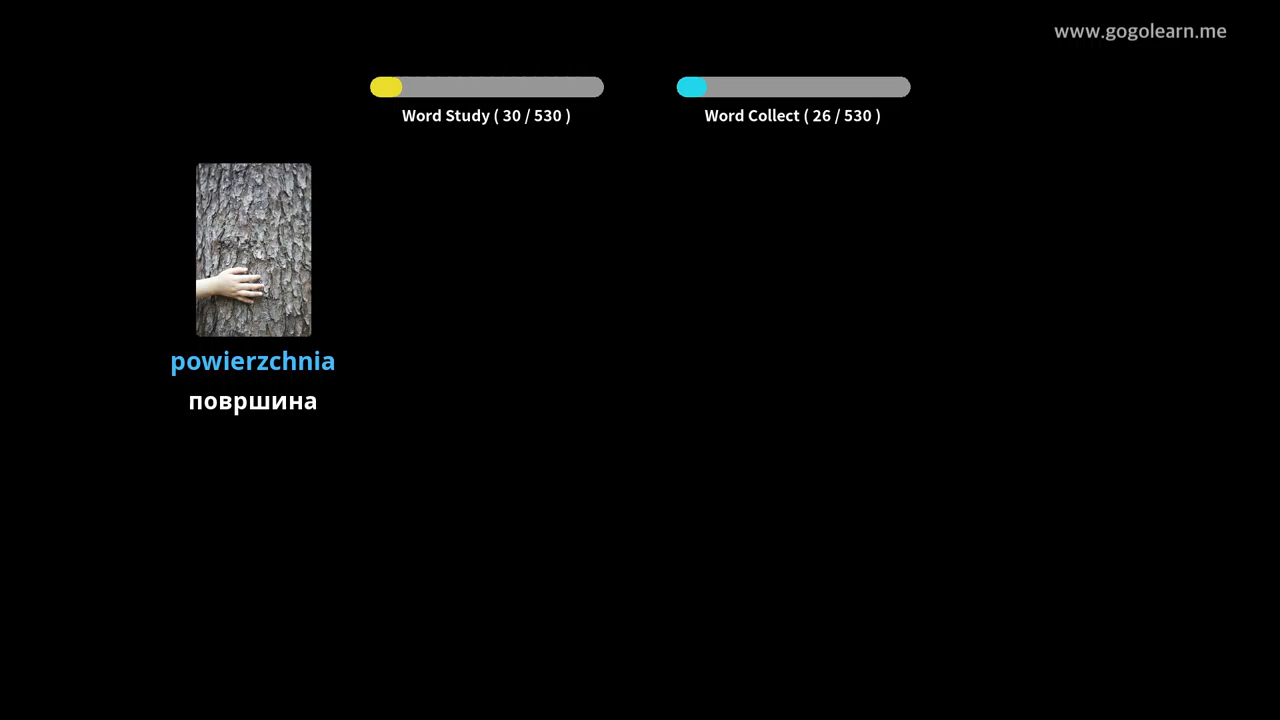 www.gogolearn.me
Word Study ( 30 / 530 )
Word Collect ( 26 / 530 )
powierzchnia
површина